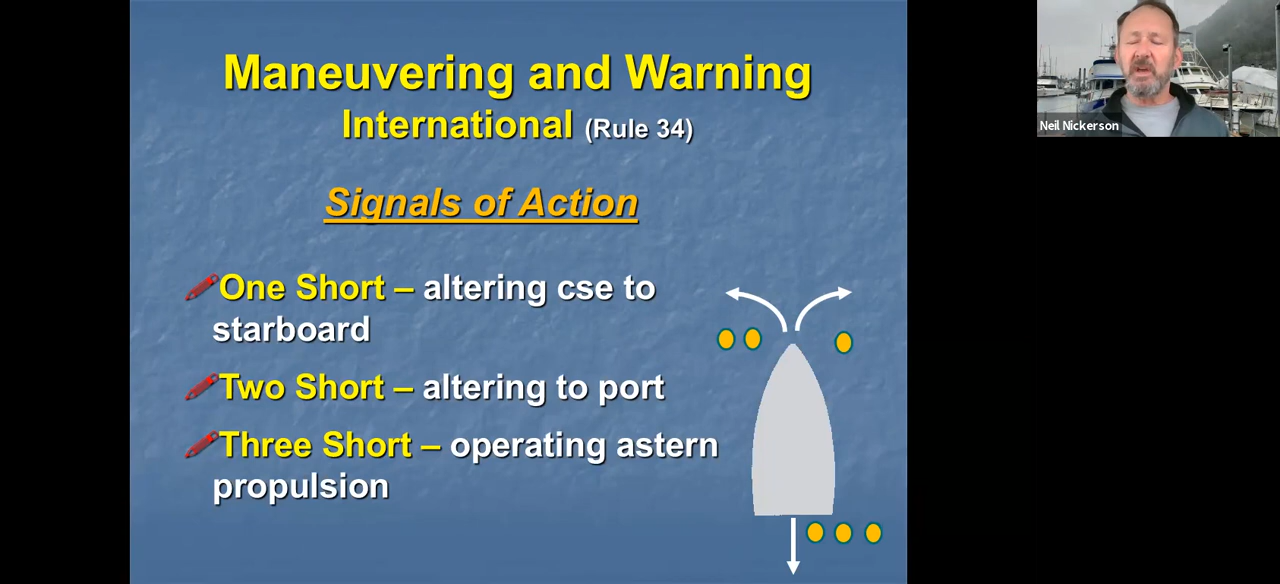 Maneuvering and Warning
International (Rule 34)
Signals of Action
One Short – altering cse to
starboard
Two Short – altering to port
Three Short – operating astern
propulsion
Neil Nickerson